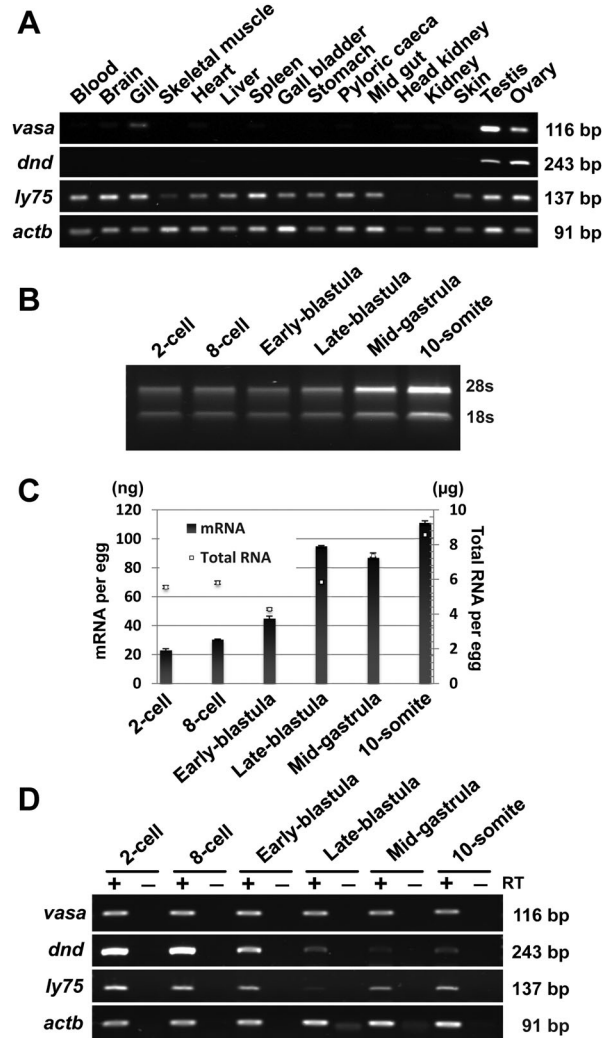 A
Blood
Brain
Gill
Skeletal muscle
Heart
Liver
Spleen
Gall bladder
Stomach
Pyloric caeca
Mid gut
Head kidney
Kidney
Skin
Testis
Ovary
vasa 116 bp
dnd 243 bp
ly75 137 bp
actb 91 bp
B
2-cell
8-cell
Early-blastula
Late-blastula
Mid-gastrula
10-somite
28s
18s
C
(ng) (µg)
mRNA per egg
120
100
80
60
40
20
0
mRNA
Total RNA
10
8
6
4
2
0
Total RNA per egg
2-cell
8-cell
Early-blastula
Late-blastula
Mid-gastrula
10-somite
D
2-cell
8-cell
Early-blastula
Late-blastula
Mid-gastrula
10-somite
+ − + − + − + − + − + − RT
vasa 116 bp
dnd 243 bp
ly75 137 bp
actb 91 bp